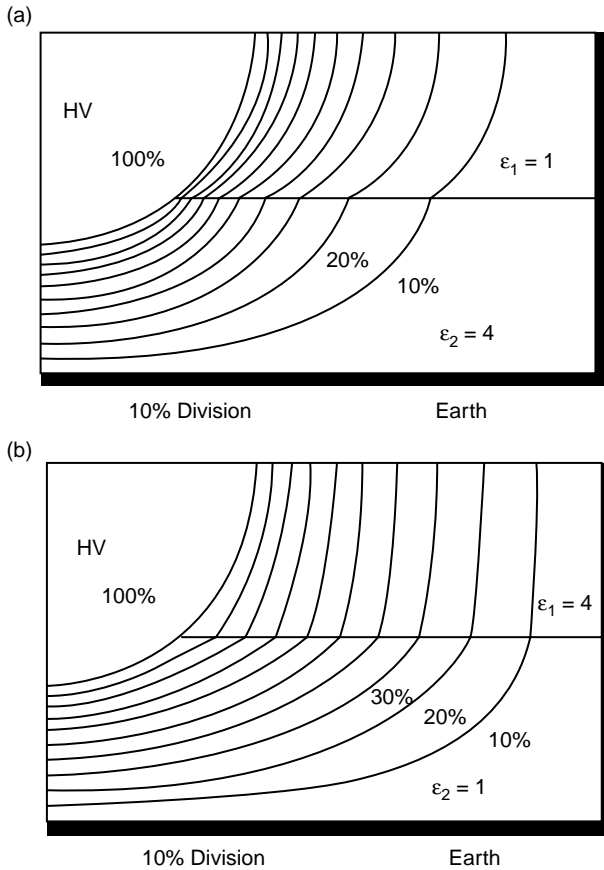 (a)
HV
100%
ε1 = 1
20%
10%
ε2 = 4
10% Division Earth
(b)
HV
100%
ε1 = 4
30%
20%
10%
ε2 = 1
10% Division Earth